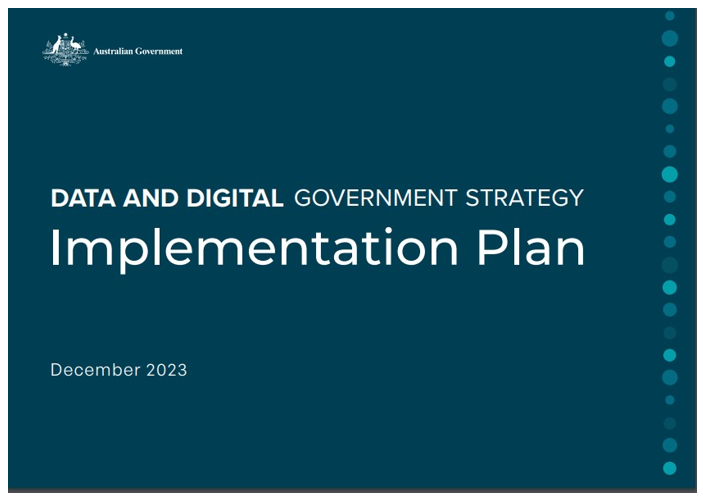 Australian Government
DATA AND DIGITAL GOVERNMENT STRATEGY
Implementation Plan
December 2023